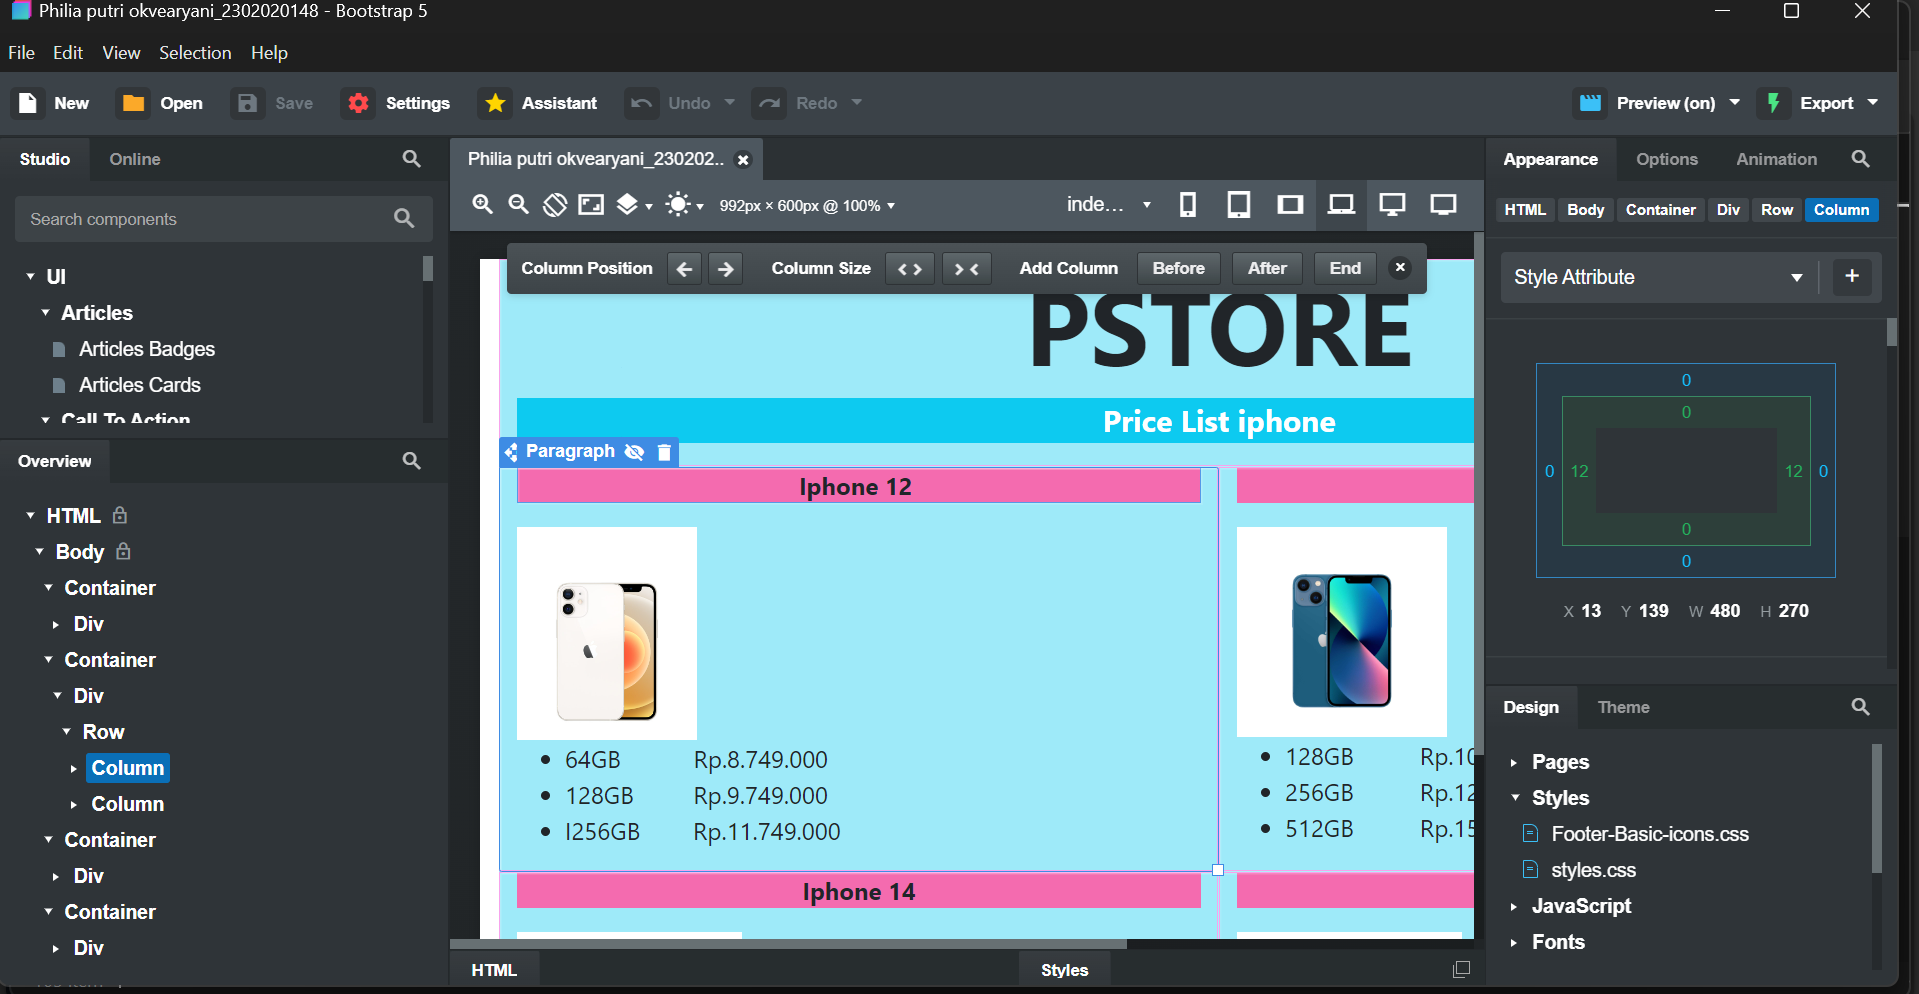 Philia putri okvearyani_2302020148 - Bootstrap 5
File Edit View Selection Help
New Open Save Settings Assistant Undo Redo Preview (on) Export
Studio Online
Philia putri okvearyani_230202..
Appearance Options Animation
Search components
992px × 600px @ 100%
inde...
HTML Body Container Div Row Column
UI
Articles
Articles Badges
Articles Cards
Call To Action
Column Position Column Size Add Column Before After End
Style Attribute
PSTORE
Price List iphone
Paragraph
Iphone 12
64GB Rp.8.749.000
128GB Rp.9.749.000
I256GB Rp.11.749.000
128GB Rp.10
256GB Rp.12
512GB Rp.15
Iphone 14
Overview
HTML
Body
Container
Div
Container
Div
Row
Column
Column
Container
Div
Container
Div
0
0
0 12 12 0
0
0
X 13 Y 139 W 480 H 270
Design Theme
Pages
Styles
Footer-Basic-icons.css
styles.css
JavaScript
Fonts
HTML Styles